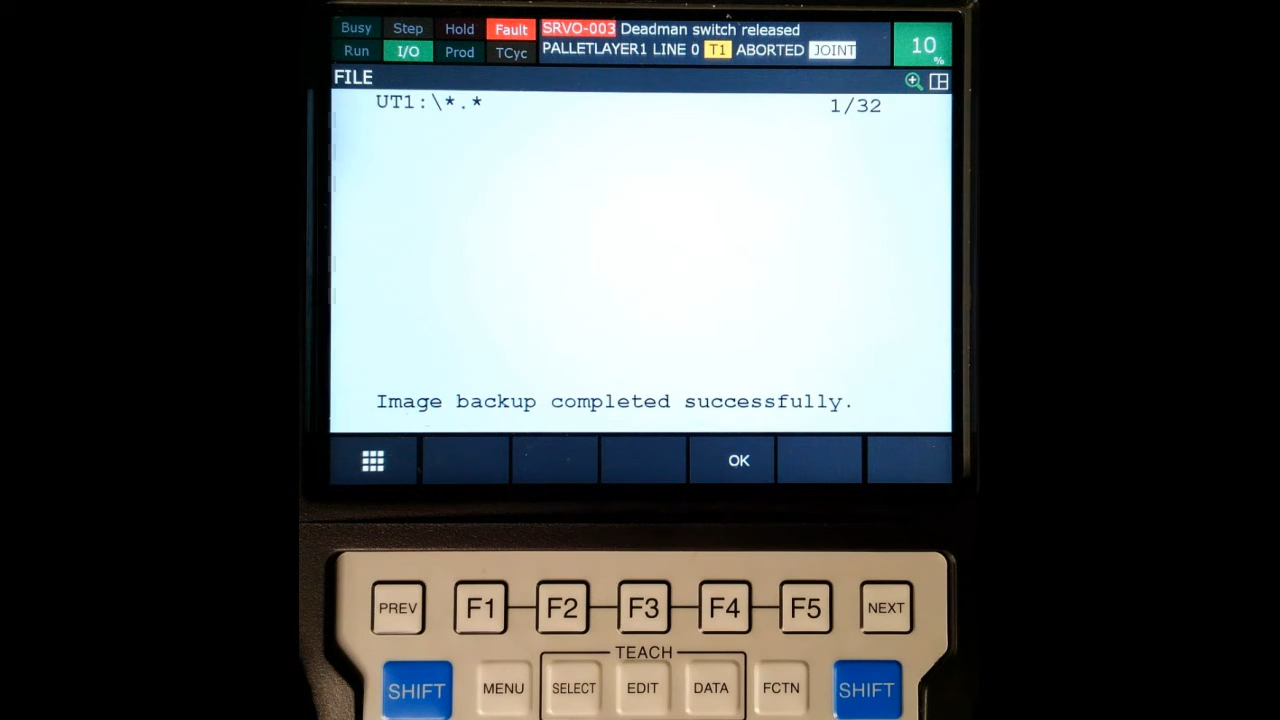 Busy Step Hold Fault SRVO-003 Deadman switch released
Run I/O Prod TCyc PALLETLAYER1 LINE 0 T1 ABORTED JOINT
10 %
FILE
UT1:\*.* 1/32
Image backup completed successfully.
OK
PREV F1 F2 F3 F4 F5 NEXT
TEACH
SHIFT MENU SELECT EDIT DATA FCTN SHIFT